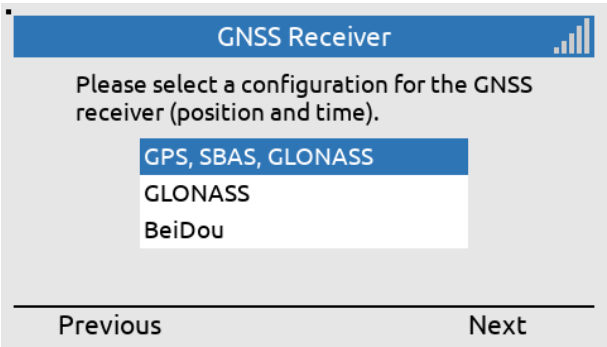 GNSS Receiver
Please select a configuration for the GNSS
receiver (position and time).
GPS, SBAS, GLONASS
GLONASS
BeiDou
Previous Next